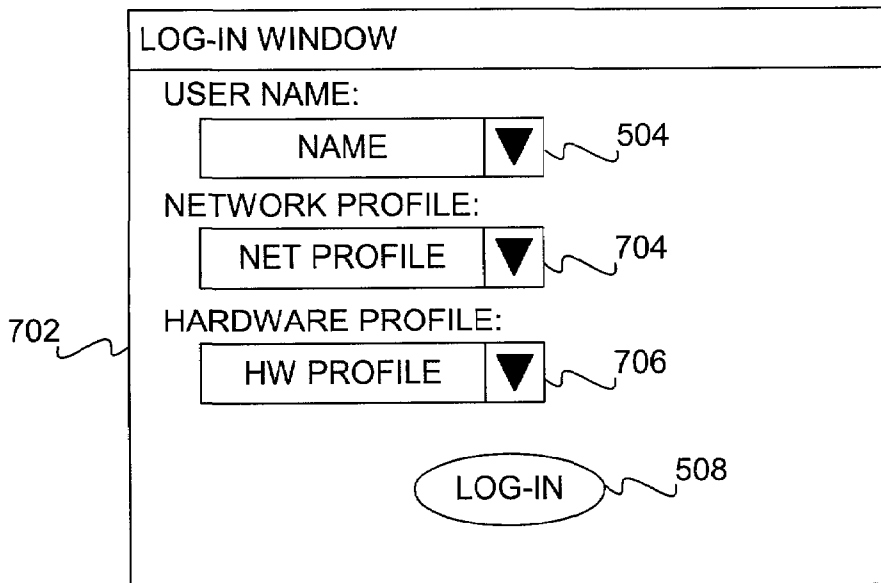 LOG-IN WINDOW
USER NAME:
NAME
504
NETWORK PROFILE:
NET PROFILE
704
702
HARDWARE PROFILE:
HW PROFILE
706
LOG-IN
508